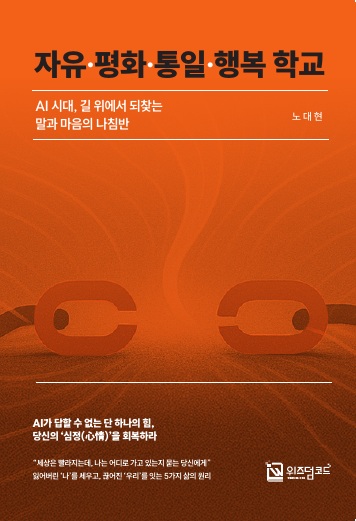 자유·평화·통일·행복 학교
AI 시대, 길 위에서 되찾는
말과 마음의 나침반
노대현
AI가 답할 수 없는 단 하나의 힘,
당신의 '심정(心情)'을 회복하라
"세상은 빨라지는데, 나는 어디로 가고 있는지 묻는 당신에게"
잃어버린 '나'를 세우고, 끊어진 '우리'를 잇는 5가지 삶의 원리
위즈덤코드